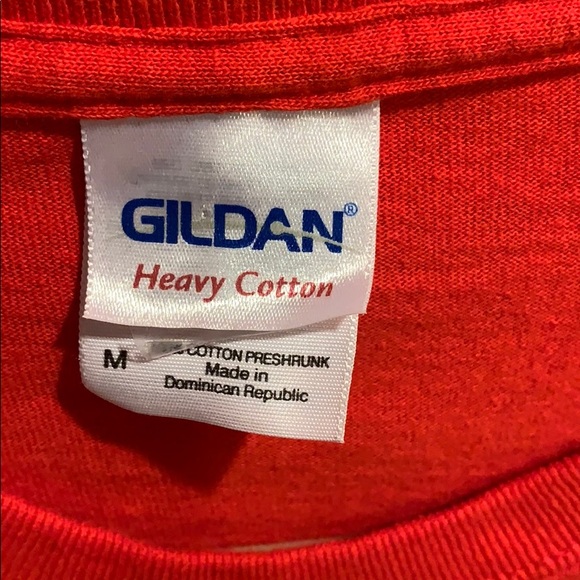 GILDAN®
Heavy Cotton
M
COTTON PRESHRUNK
Made in
Dominican Republic